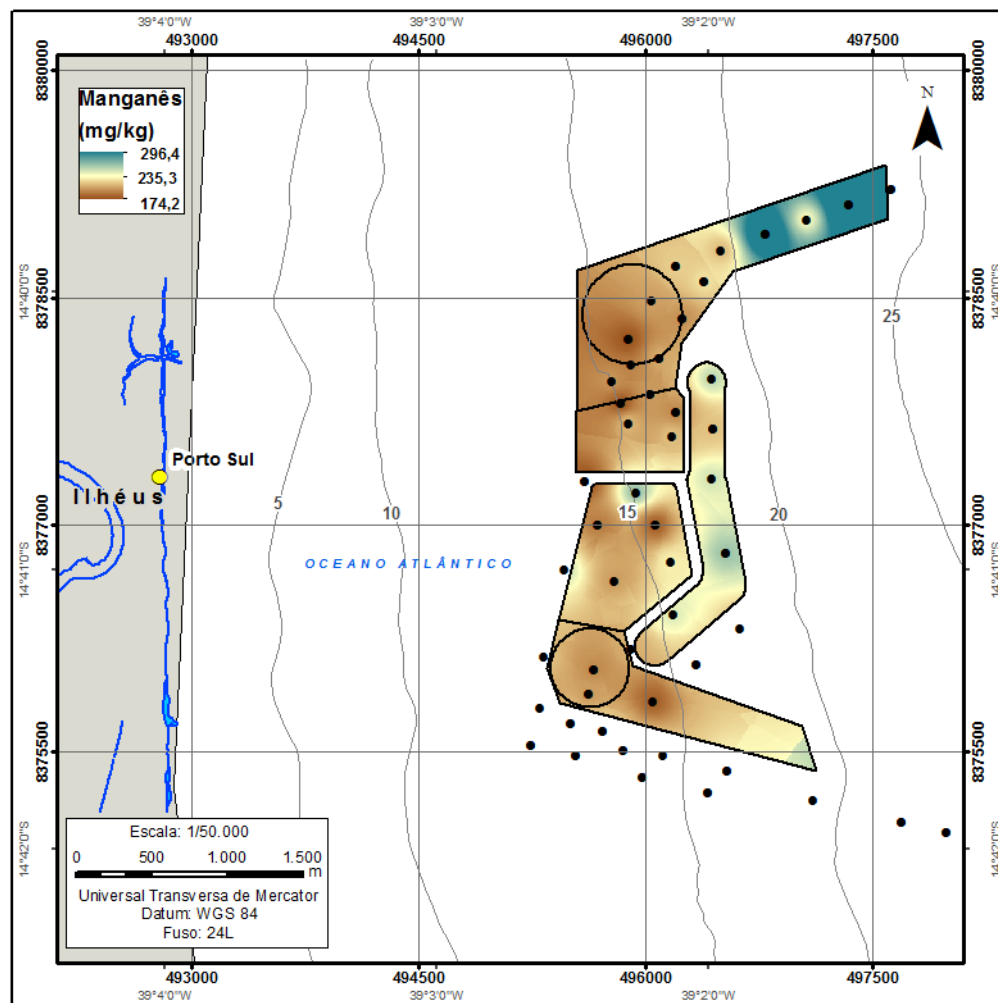 39°4'0"W 39°3'0"W 39°2'0"W
493000 494500 496000 497500
8380000
Manganês
(mg/kg)
296,4
235,3
174,2
N
14°40'0"S 8378500 8378500 14°40'0"S
8380000
25
Porto Sul
Ilhéus
5 10 15 20
8377000 8377000
OCEANO ATLÂNTICO
14°41'0"S 14°41'0"S
8375500 8375500
Escala: 1/50.000
0 500 1.000 1.500
m
Universal Transversa de Mercator
Datum: WGS 84
Fuso: 24L
14°42'0"S 14°42'0"S
493000 494500 496000 497500
39°4'0"W 39°3'0"W 39°2'0"W